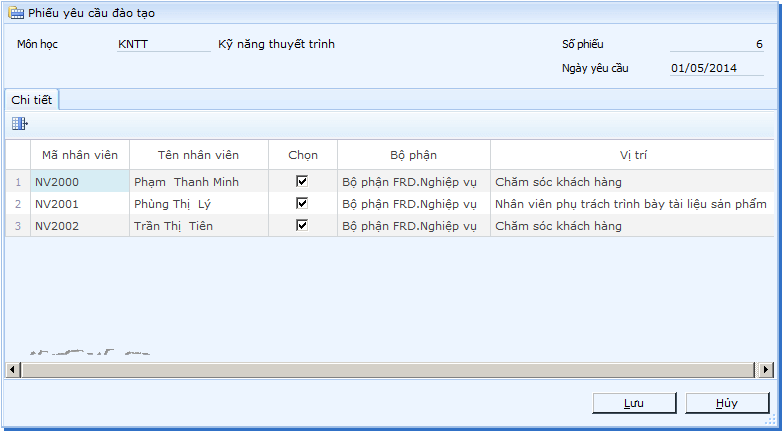 Phiếu yêu cầu đào tạo
Môn học KNTT Kỹ năng thuyết trình Số phiếu 6
Ngày yêu cầu 01/05/2014
Chi tiết
Mã nhân viên Tên nhân viên Chọn Bộ phận Vị trí
1 NV2000 Phạm Thanh Minh Bộ phận FRD.Nghiệp vụ Chăm sóc khách hàng
2 NV2001 Phùng Thị Lý Bộ phận FRD.Nghiệp vụ Nhân viên phụ trách trình bày tài liệu sản phẩm
3 NV2002 Trần Thị Tiên Bộ phận FRD.Nghiệp vụ Chăm sóc khách hàng
Lưu Hủy